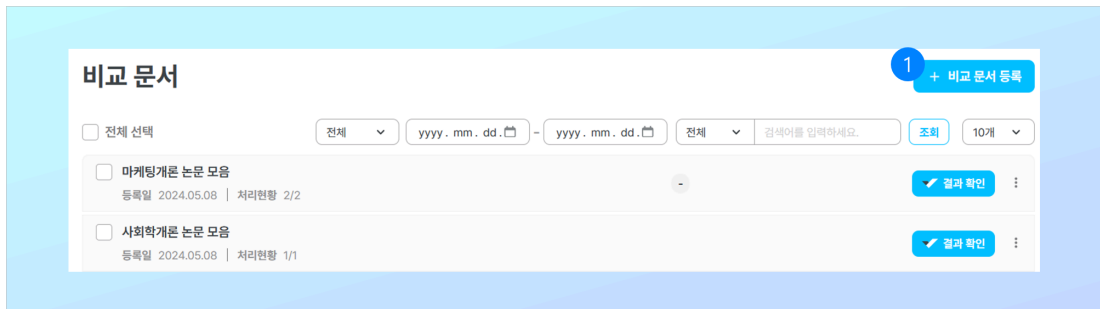 비교 문서
1
+ 비교 문서 등록
전체 선택
전체
yyyy. mm. dd. - yyyy. mm. dd.
전체
검색어를 입력하세요.
조회
10개
마케팅개론 논문 모음
등록일 2024.05.08 | 처리현황 2/2
-
결과 확인
사회학개론 논문 모음
등록일 2024.05.08 | 처리현황 1/1
결과 확인